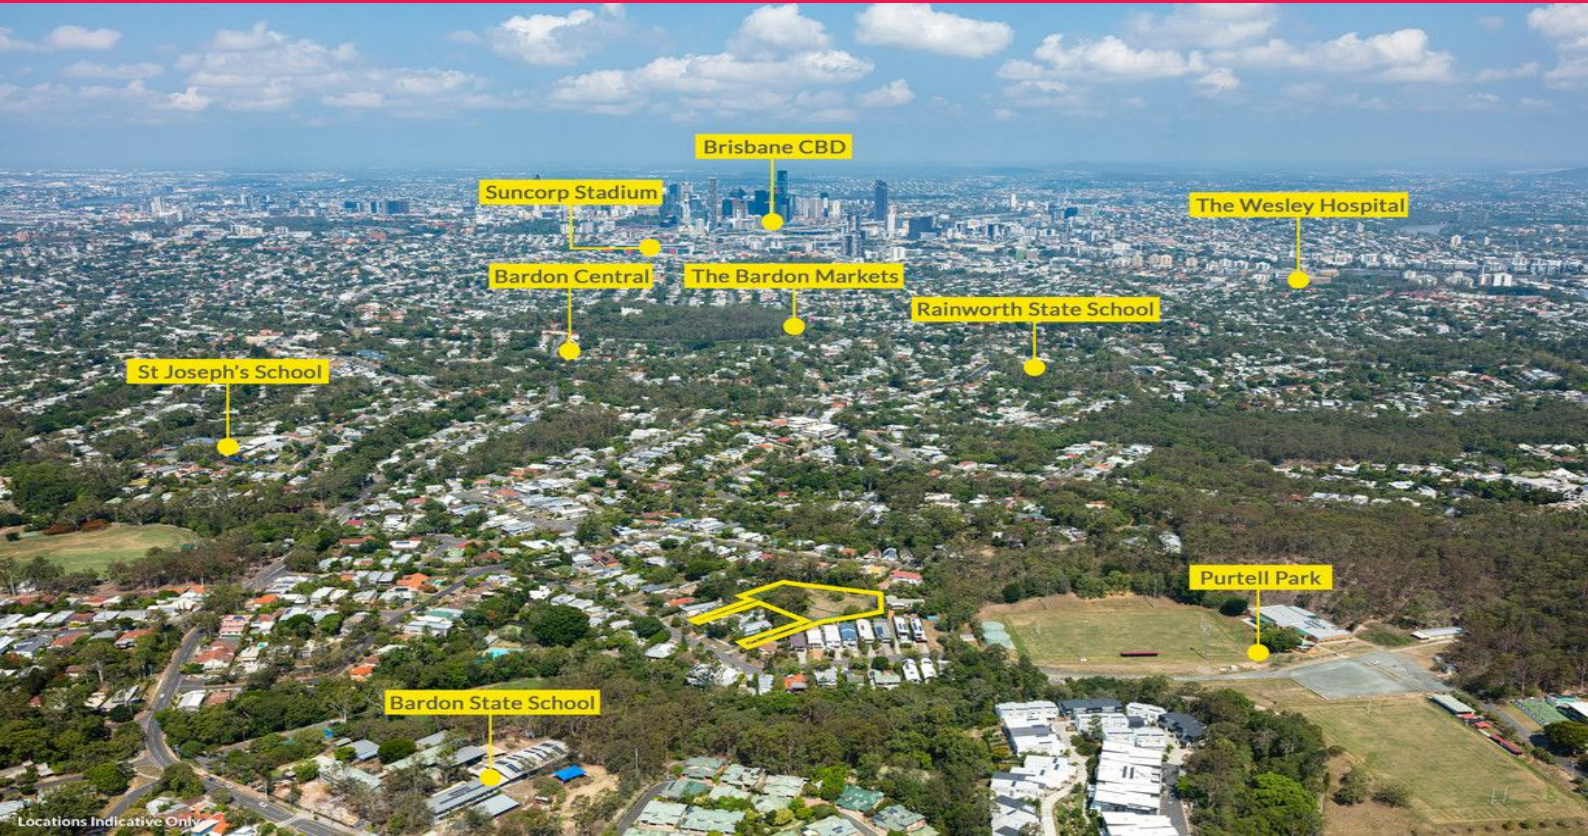 Brisbane CBD
Suncorp Stadium
The Wesley Hospital
Bardon Central
The Bardon Markets
Rainworth State School
St Joseph's School
Purtell Park
Bardon State School
Locations Indicative Only